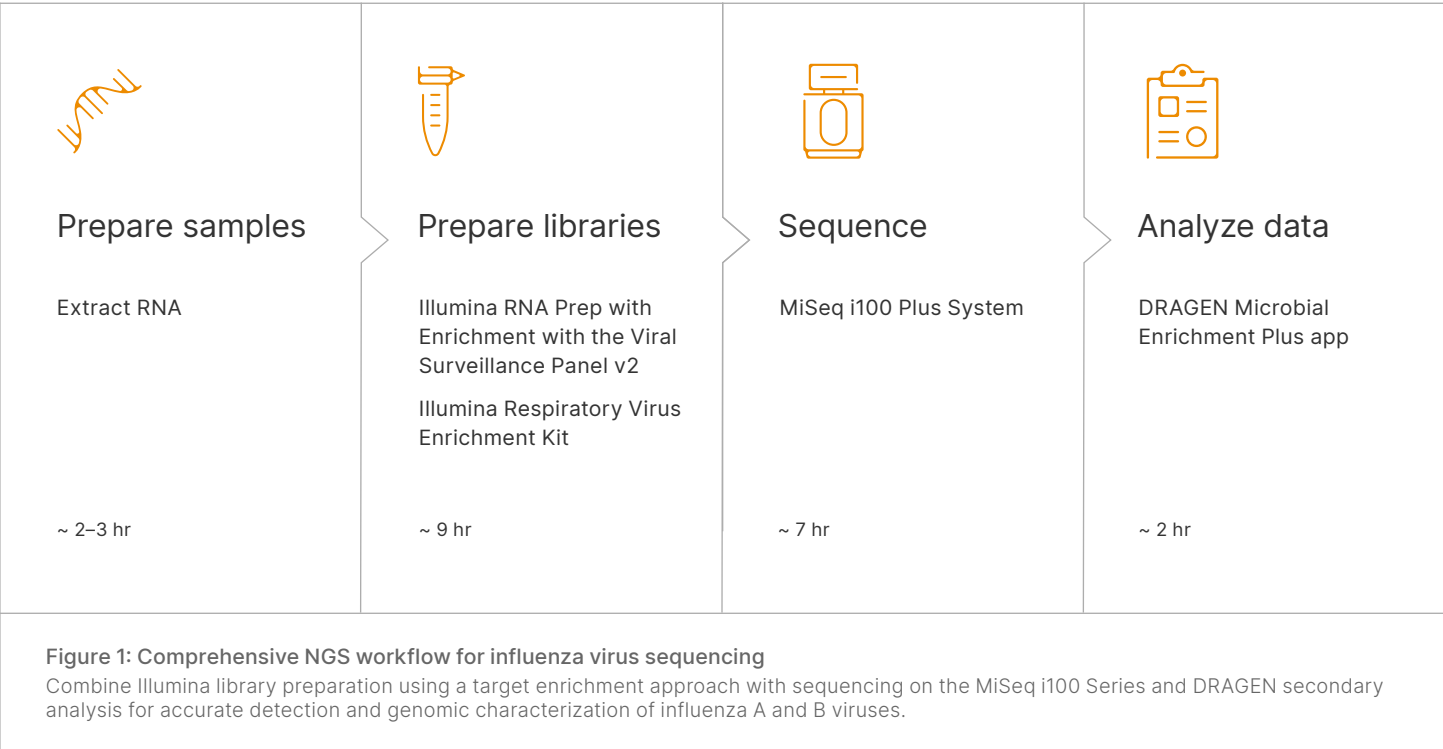 Prepare samples
Extract RNA
~ 2–3 hr
Prepare libraries
Illumina RNA Prep with
Enrichment with the Viral
Surveillance Panel v2
Illumina Respiratory Virus
Enrichment Kit
~ 9 hr
Sequence
MiSeq i100 Plus System
~ 7 hr
Analyze data
DRAGEN Microbial
Enrichment Plus app
~ 2 hr
Figure 1: Comprehensive NGS workflow for influenza virus sequencing
Combine Illumina library preparation using a target enrichment approach with sequencing on the MiSeq i100 Series and DRAGEN secondary
analysis for accurate detection and genomic characterization of influenza A and B viruses.